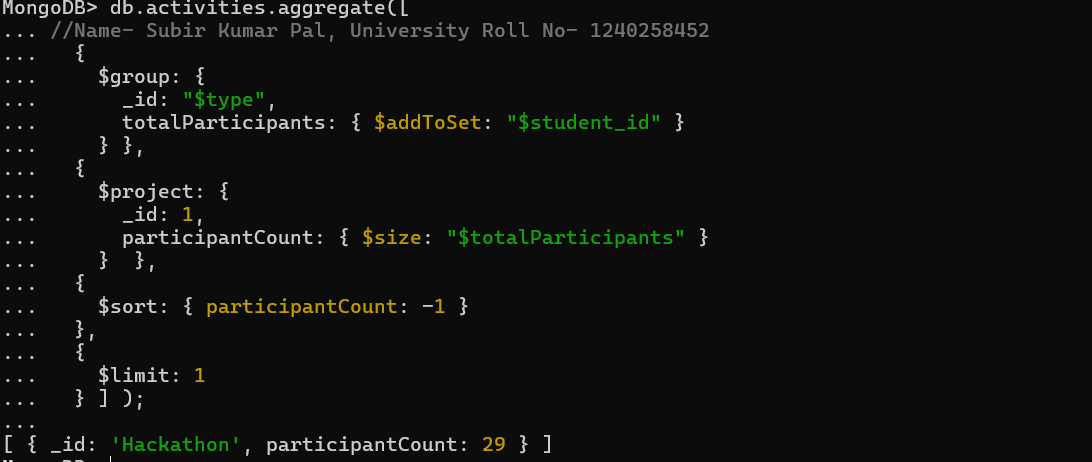 MongoDB> db.activities.aggregate([
... //Name- Subir Kumar Pal, University Roll No- 1240258452
...   {
...     $group: {
...       _id: "$type",
...       totalParticipants: { $addToSet: "$student_id" }
...     } },
...   {
...     $project: {
...       _id: 1,
...       participantCount: { $size: "$totalParticipants" }
...     }  },
...   {
...     $sort: { participantCount: -1 }
...   },
...   {
...     $limit: 1
...   } ] );
...
[ { _id: 'Hackathon', participantCount: 29 } ]
MongoDB>